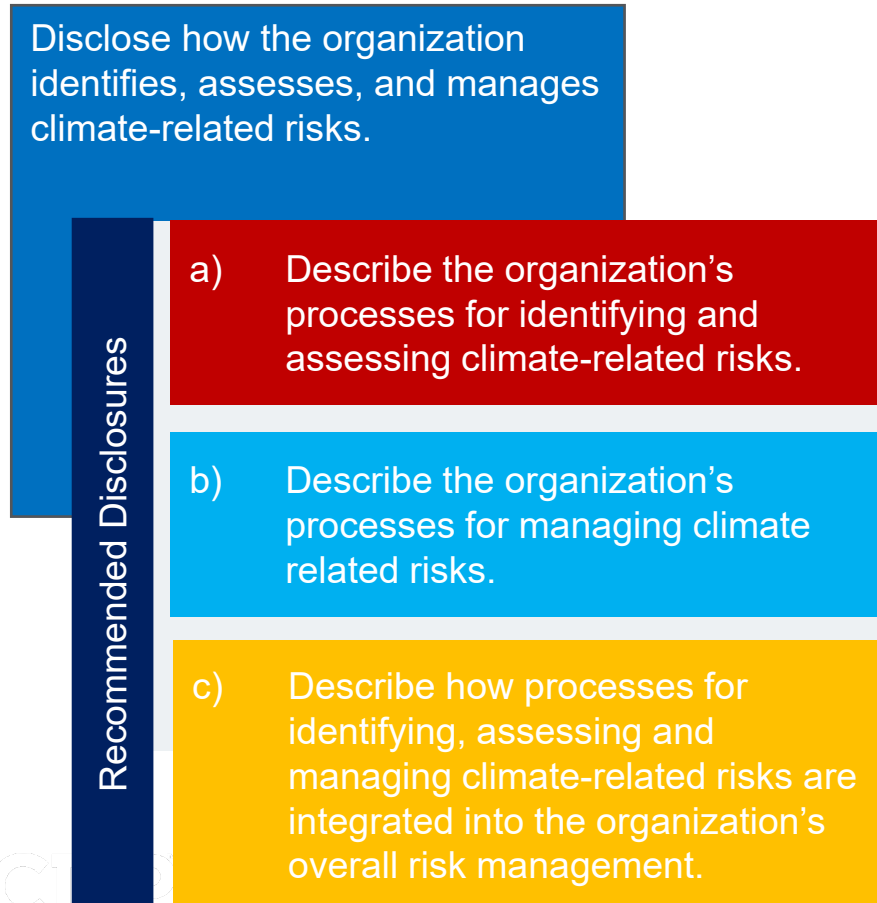 Disclose how the organization
identifies, assesses, and manages
climate-related risks.
Recommended Disclosures
a) Describe the organization’s
processes for identifying and
assessing climate-related risks.
b) Describe the organization’s
processes for managing climate
related risks.
c) Describe how processes for
identifying, assessing and
managing climate-related risks are
integrated into the organization’s
overall risk management.